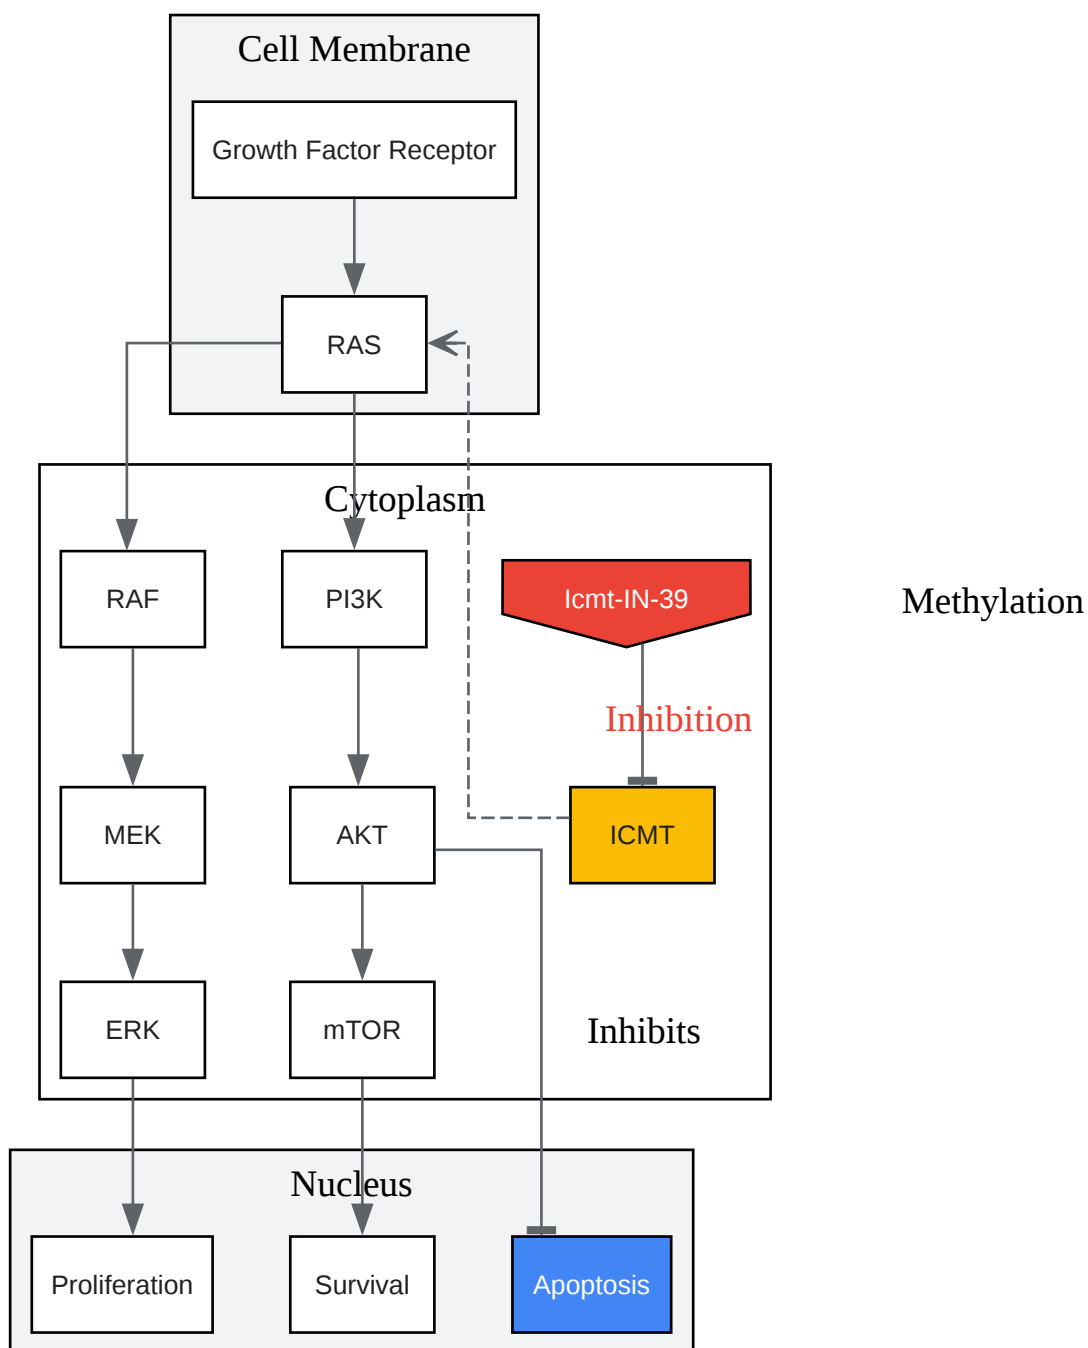 Cell Membrane
Growth Factor Receptor
RAS
Cytoplasm
RAF
PI3K
Icmt-IN-39
Methylation
Inhibition
MEK
AKT
ICMT
ERK
mTOR
Inhibits
Nucleus
Proliferation
Survival
Apoptosis